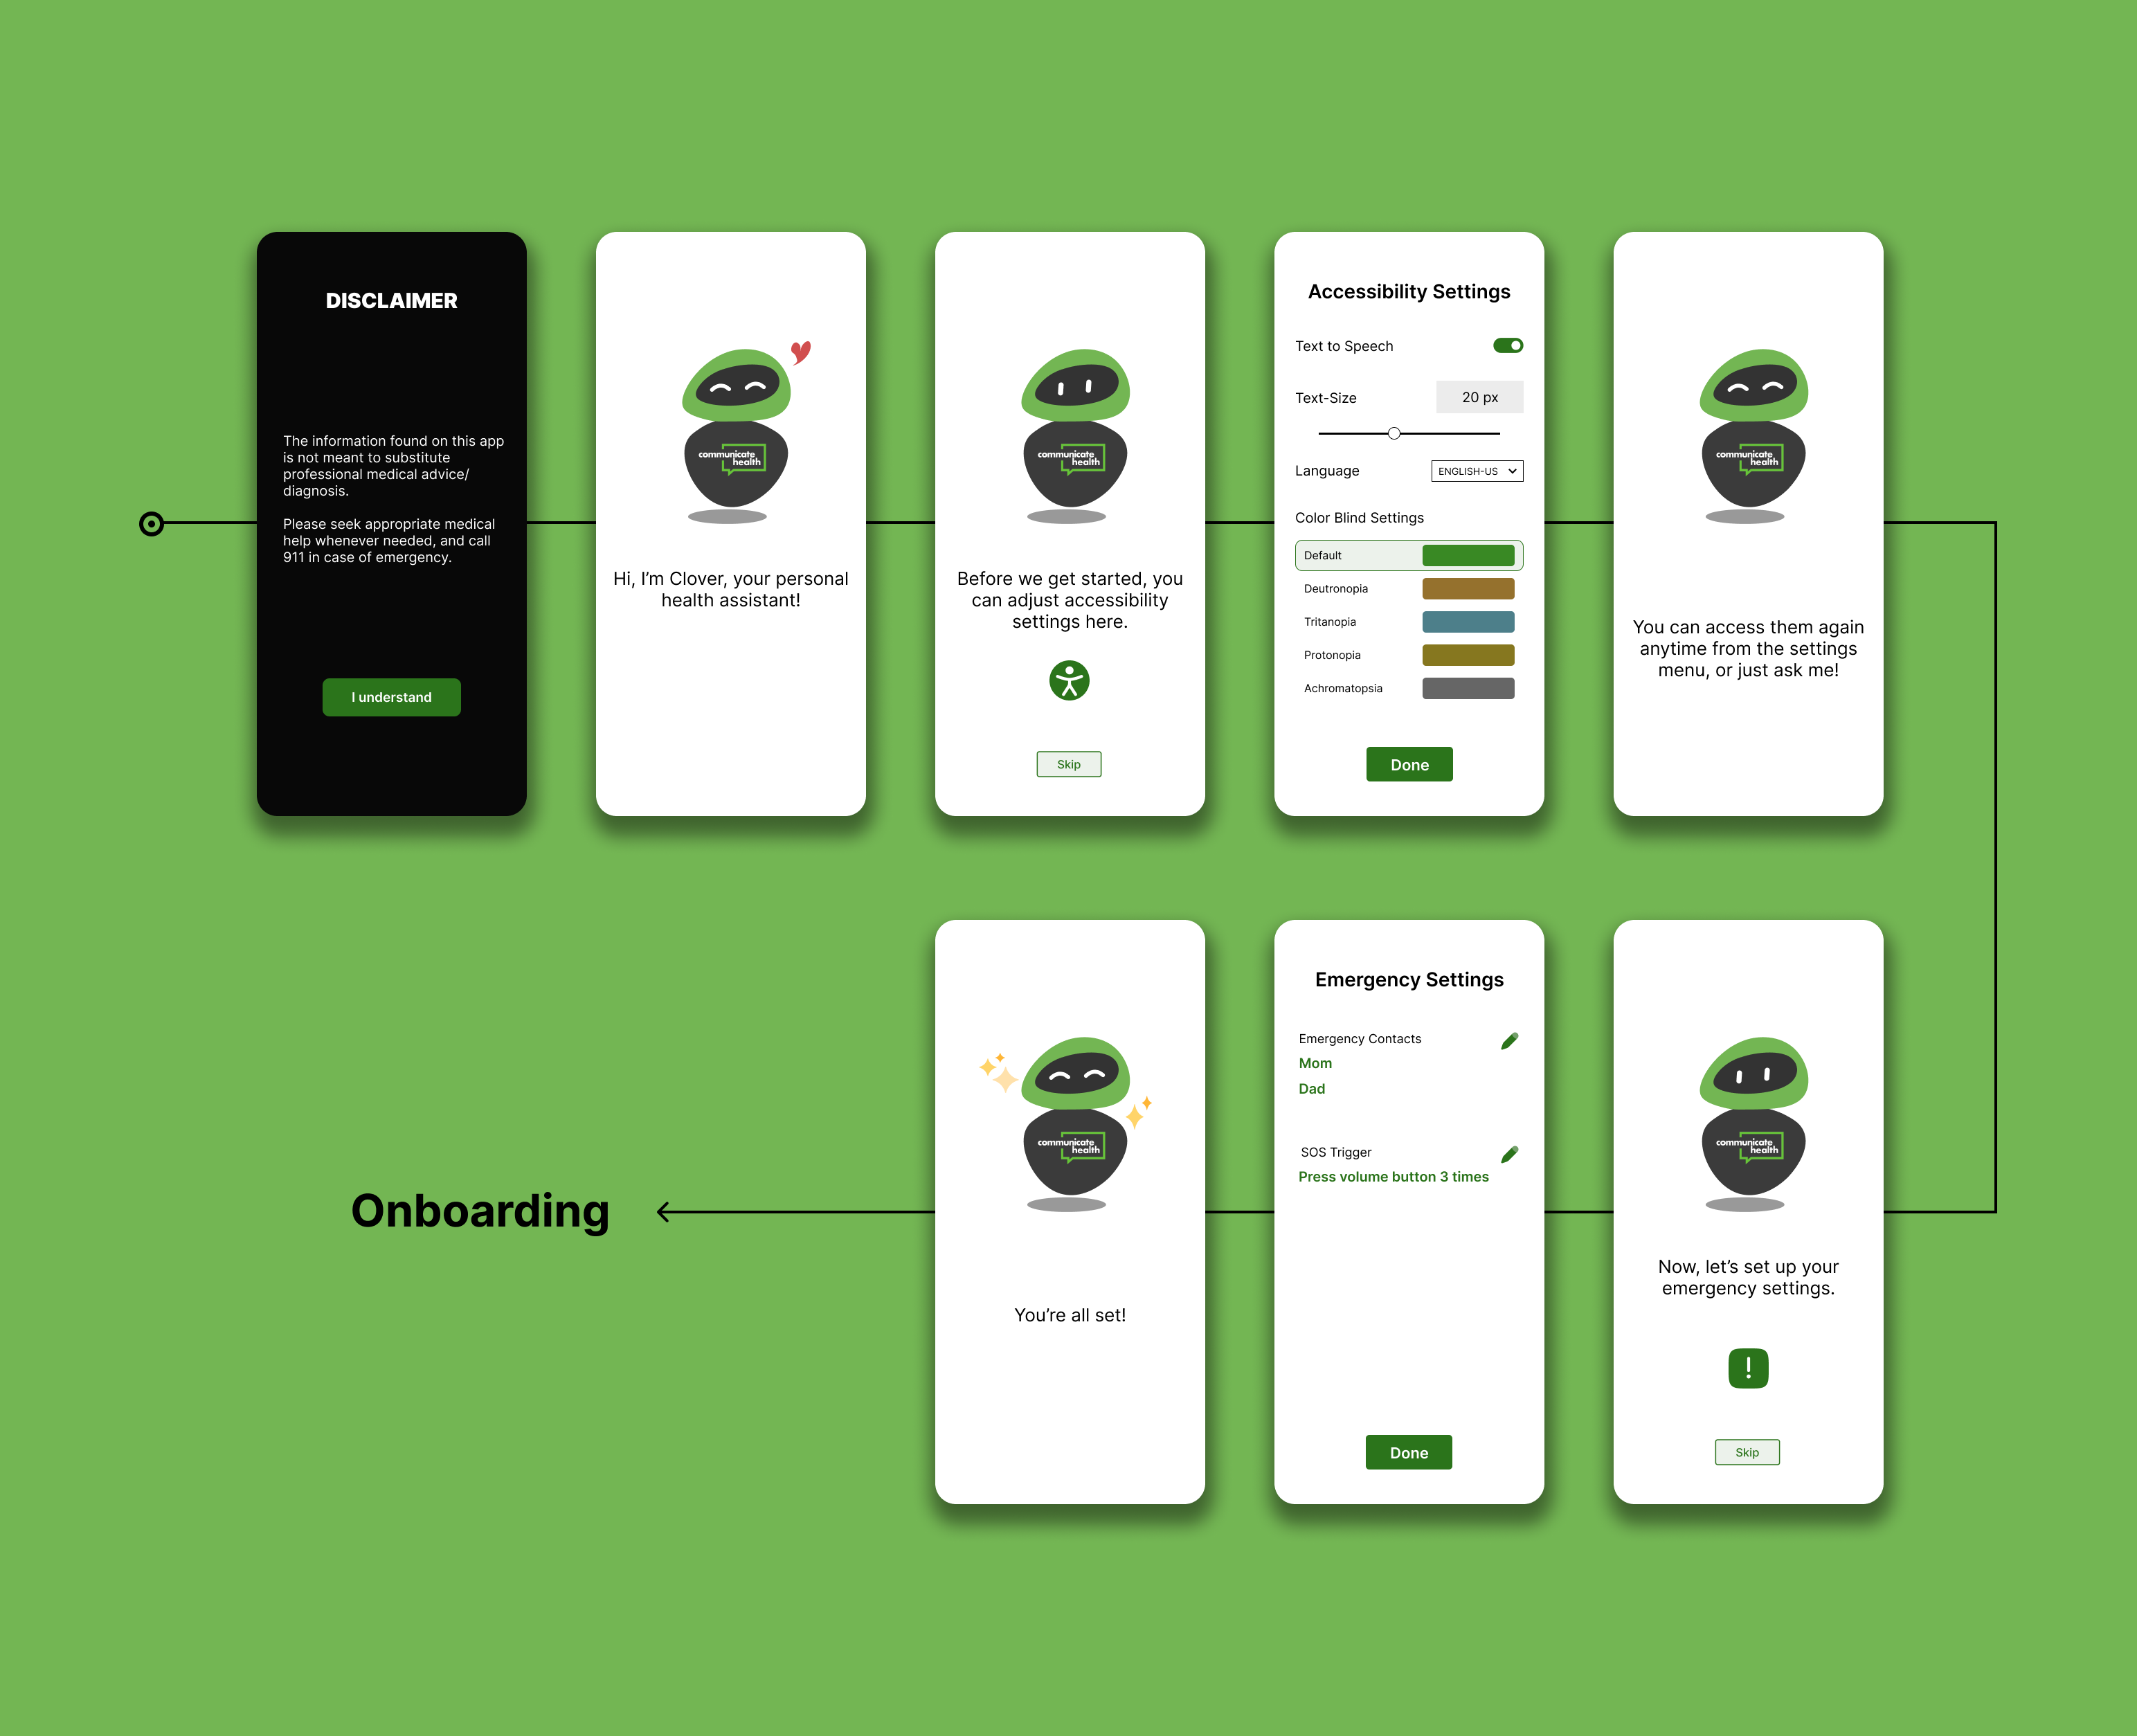 DISCLAIMER
The information found on this app
is not meant to substitute
professional medical advice/
diagnosis.
Please seek appropriate medical
help whenever needed, and call
911 in case of emergency.
I understand
communicate
health
Hi, I'm Clover, your personal
health assistant!
communicate
health
Before we get started, you
can adjust accessibility
settings here.
Skip
Accessibility Settings
Text to Speech
Text-Size 20 px
Language ENGLISH-US
Color Blind Settings
Default
Deutronopia
Tritanopia
Protonopia
Achromatopsia
Done
communicate
health
You can access them again
anytime from the settings
menu, or just ask me!
communicate
health
Now, let's set up your
emergency settings.
!
Skip
Emergency Settings
Emergency Contacts
Mom
Dad
SOS Trigger
Press volume button 3 times
Done
communicate
health
You're all set!
Onboarding